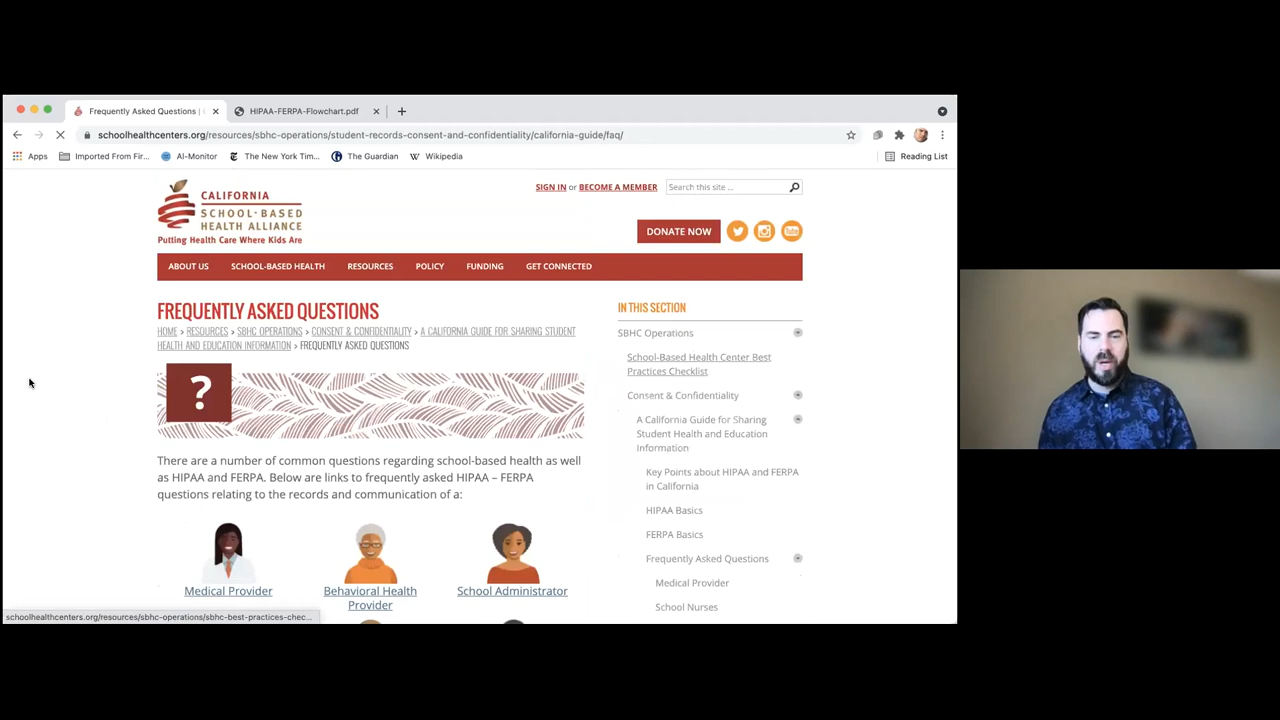 Frequently Asked Questions |
HIPAA-FERPA-Flowchart.pdf
schoolhealthcenters.org/resources/sbhc-operations/student-records-consent-and-confidentiality/california-guide/faq/
Apps
Imported From Fir...
Al-Monitor
The New York Tim...
The Guardian
Wikipedia
Reading List
CALIFORNIA
SCHOOL-BASED
HEALTH ALLIANCE
Putting Health Care Where Kids Are
SIGN IN or BECOME A MEMBER
Search this site ...
DONATE NOW
You Tube
ABOUT US SCHOOL-BASED HEALTH RESOURCES POLICY FUNDING GET CONNECTED
FREQUENTLY ASKED QUESTIONS
HOME > RESOURCES > SBHC OPERATIONS > CONSENT & CONFIDENTIALITY > A CALIFORNIA GUIDE FOR SHARING STUDENT
HEALTH AND EDUCATION INFORMATION > FREQUENTLY ASKED QUESTIONS
?
There are a number of common questions regarding school-based health as well
as HIPAA and FERPA. Below are links to frequently asked HIPAA – FERPA
questions relating to the records and communication of a:
Medical Provider
Behavioral Health
Provider
School Administrator
IN THIS SECTION
SBHC Operations
School-Based Health Center Best
Practices Checklist
Consent & Confidentiality
A California Guide for Sharing
Student Health and Education
Information
Key Points about HIPAA and FERPA
in California
HIPAA Basics
FERPA Basics
Frequently Asked Questions
Medical Provider
School Nurses
schoolhealthcenters.org/resources/sbhc-operations/sbhc-best-practices-chec...